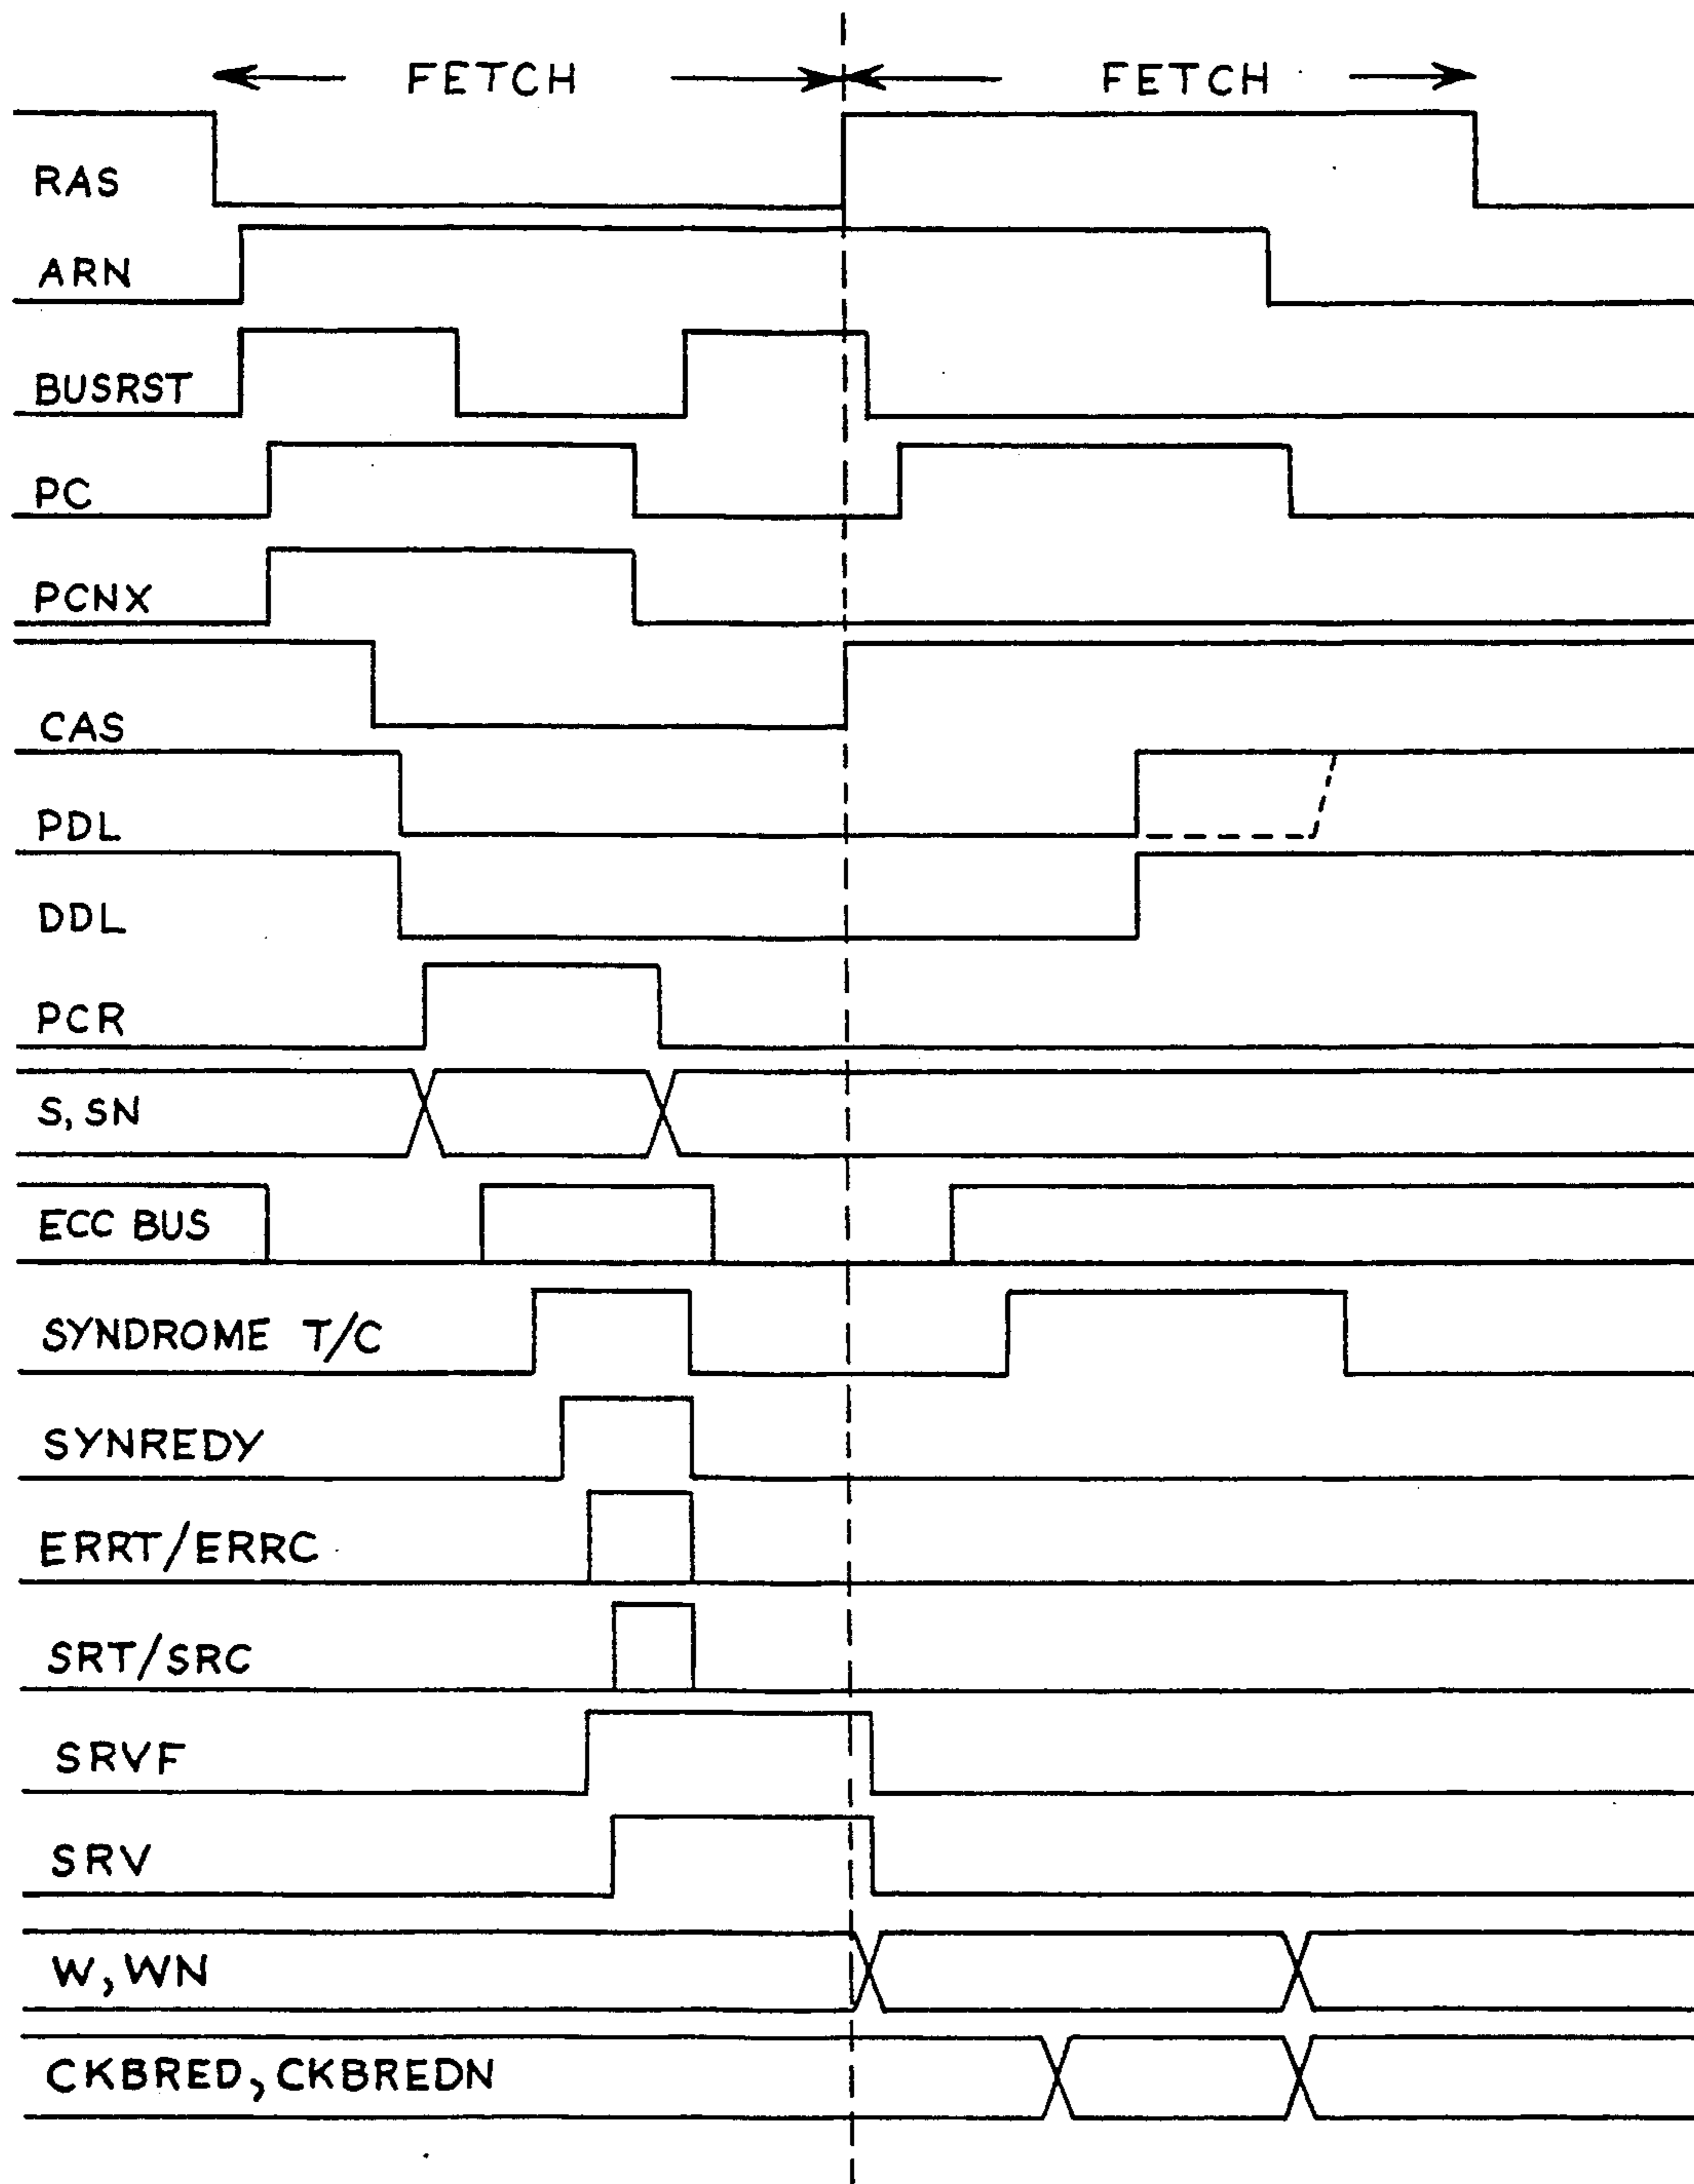 FETCH FETCH
RAS
ARN
BUSRST
PC
PCNX
CAS
PDL
DDL
PCR
S, SN
ECC BUS
SYNDROME T/C
SYNREDY
ERRT/ERRC
SRT/SRC
SRVF
SRV
W, WN
CKBRED, CKBREDN